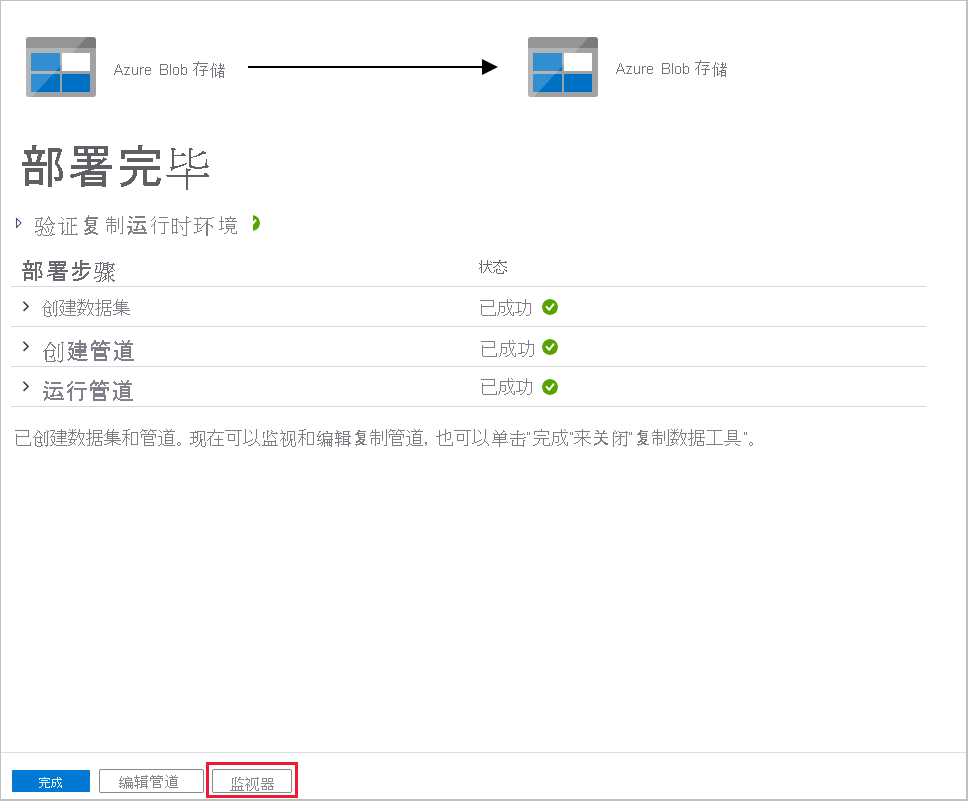 Azure Blob 存储
Azure Blob 存储
部署完毕
验证复制运行时环境
部署步骤 状态
创建数据集 已成功
创建管道 已成功
运行管道 已成功
已创建数据集和管道。现在可以监视和编辑复制管道, 也可以单击"完成"来关闭"复制数据工具"。
完成 编辑管道 监视器